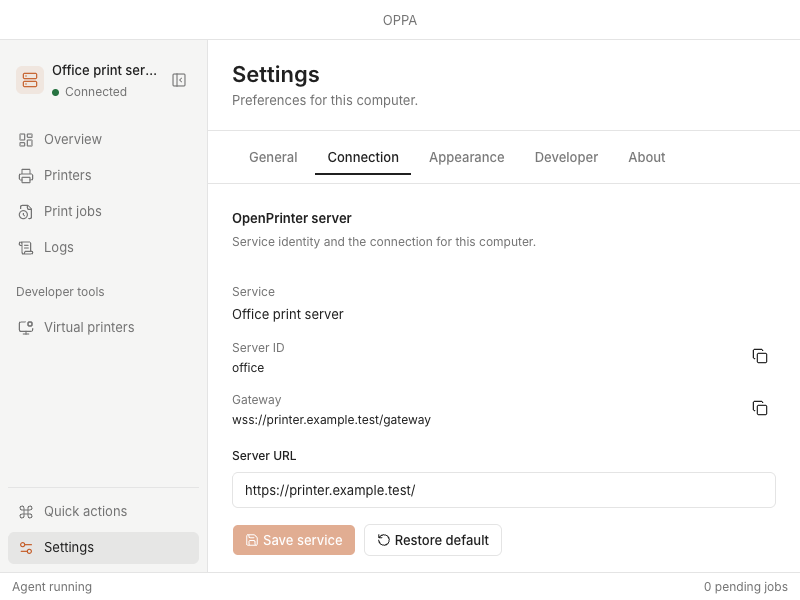 OPPA
Office print ser...
Connected
Overview
Printers
Print jobs
Logs
Developer tools
Virtual printers
Quick actions
Settings
Settings
Preferences for this computer.
General
Connection
Appearance
Developer
About
OpenPrinter server
Service identity and the connection for this computer.
Service
Office print server
Server ID
office
Gateway
wss://printer.example.test/gateway
Server URL
https://printer.example.test/
Save service
Restore default
Agent running
0 pending jobs